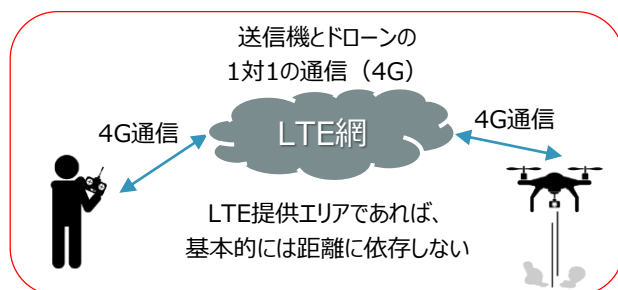 送信機とドローンの
1対1の通信（4G）
4G通信
LTE網
4G通信
LTE提供エリアであれば、
基本的には距離に依存しない